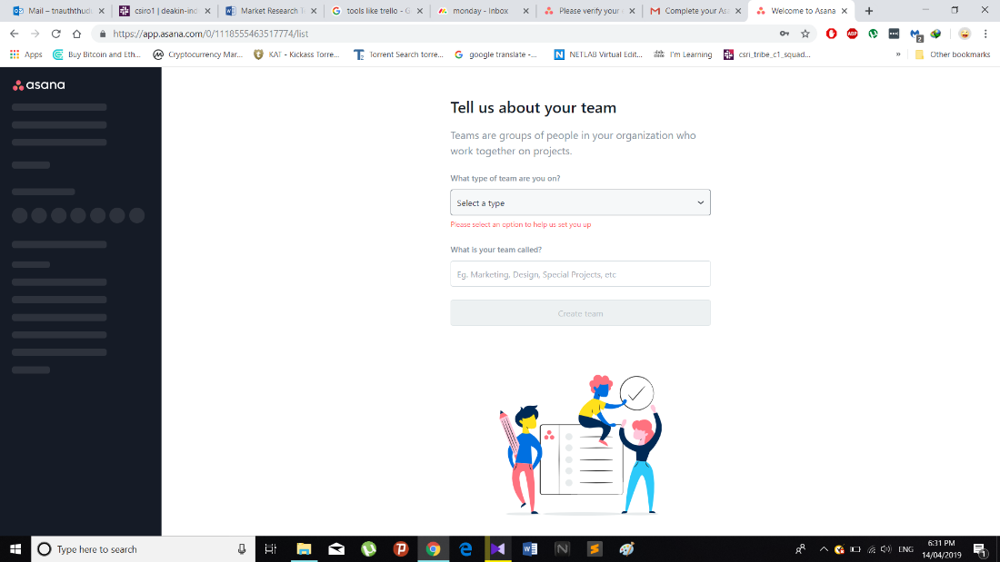 Mail – tnauththudu
csiro1 | deakin-ind
Market Research T
tools like trello - G
monday - Inbox
Please verify your e
Complete your Asa
Welcome to Asana
https://app.asana.com/0/1118555463517774/list
ABP
2
Apps
Buy Bitcoin and Eth...
Cryptocurrency Mar...
KAT - Kickass Torre...
Torrent Search torre...
google translate -...
NETLAB Virtual Edit...
I'm Learning
csri_tribe_c1_squad...
»
Other bookmarks
asana
Tell us about your team
Teams are groups of people in your organization who
work together on projects.
What type of team are you on?
Select a type
Please select an option to help us set you up
What is your team called?
Eg. Marketing, Design, Special Projects, etc
Create team
Type here to search
ENG
6:31 PM
14/04/2019
1